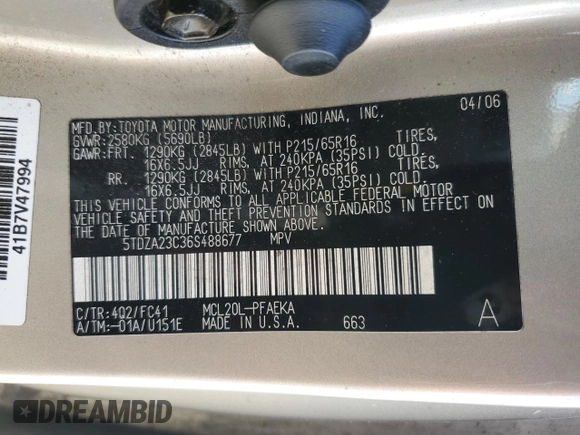 MFD.BY:TOYOTA MOTOR MANUFACTURING, INDIANA, INC. 04/06
GVWR:2580KG (5690LB)
GAWR:FRT. 1290KG (2845LB) WITH P215/65R16 TIRES,
16X6.5JJ RIMS, AT 240KPA (35PSI) COLD.
RR. 1290KG (2845LB) WITH P215/65R16 TIRES,
16X6.5JJ RIMS, AT 240KPA (35PSI) COLD.
THIS VEHICLE CONFORMS TO ALL APPLICABLE FEDERAL MOTOR
VEHICLE SAFETY AND THEFT PREVENTION STANDARDS IN EFFECT ON
THE DATE OF MANUFACTURE SHOWN ABOVE.
5TDZA23C36S488677 MPV
C/TR:4Q2/FC41 MCL20L-PFAEKA
A/TM:-01A/U151E MADE IN U.S.A. 663 A
41B7V47994
DREAMBID